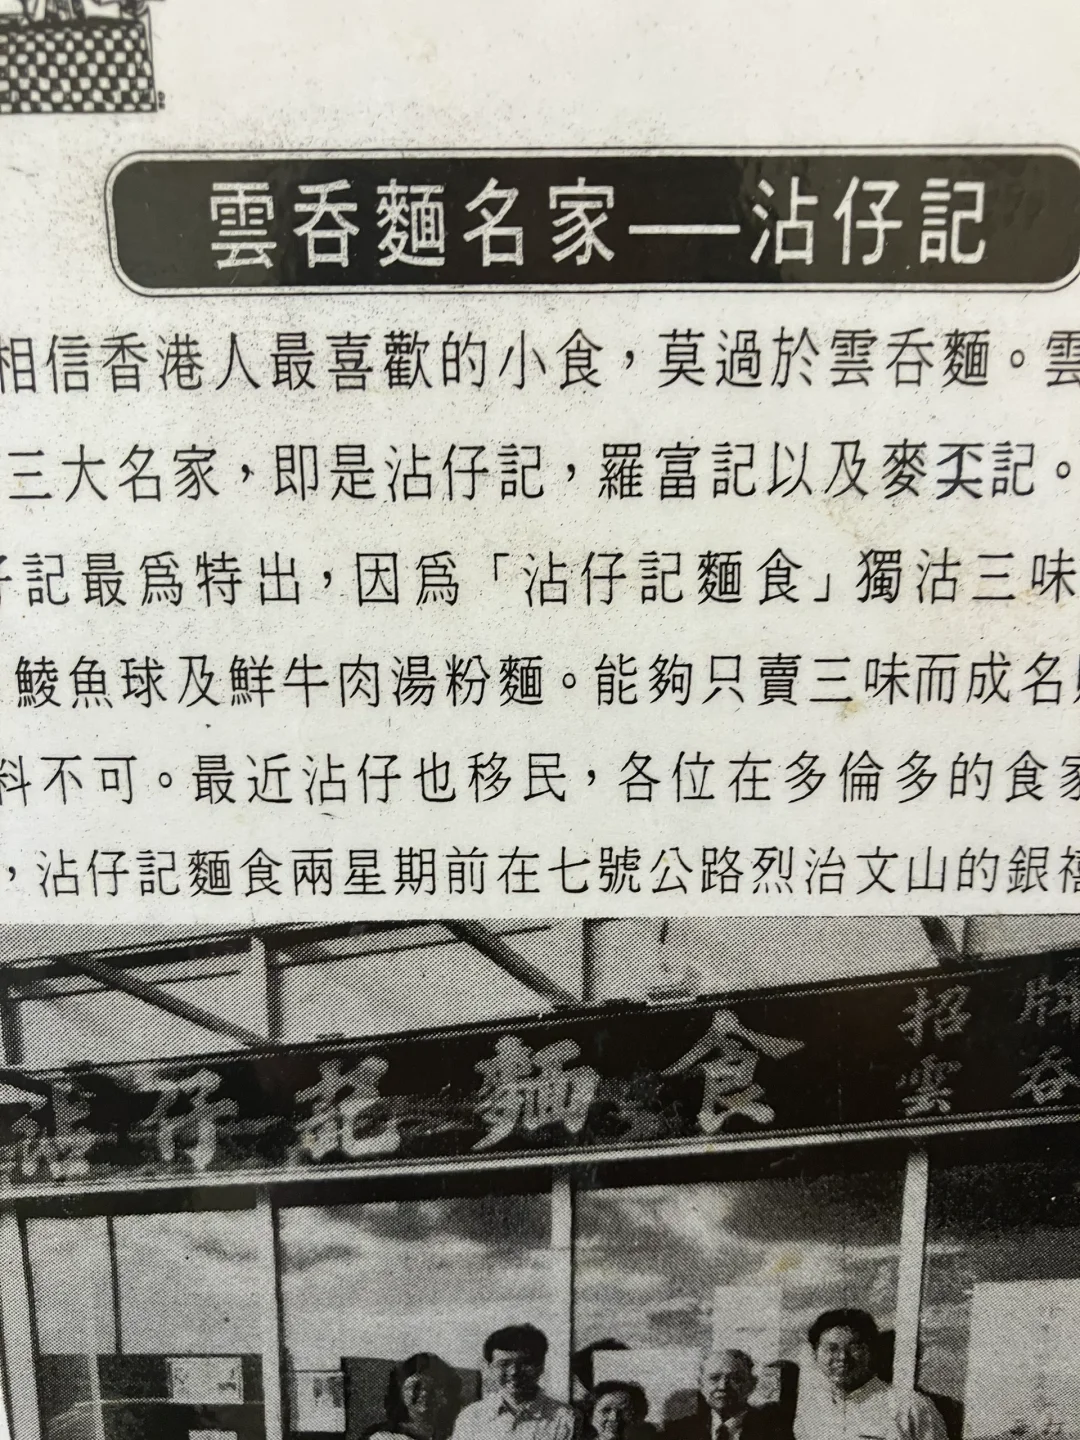 雲吞麵名家——沾仔記
相信香港人最喜歡的小食，莫過於雲吞麵。雲
三大名家，即是沾仔記，羅富記以及麥奀記。
仔記最爲特出，因爲「沾仔記麵食」獨沽三味
鯪魚球及鮮牛肉湯粉麵。能夠只賣三味而成名
料不可。最近沾仔也移民，各位在多倫多的食家
，沾仔記麵食兩星期前在七號公路烈治文山的銀禧
沾仔記麵食
招牌
雲吞